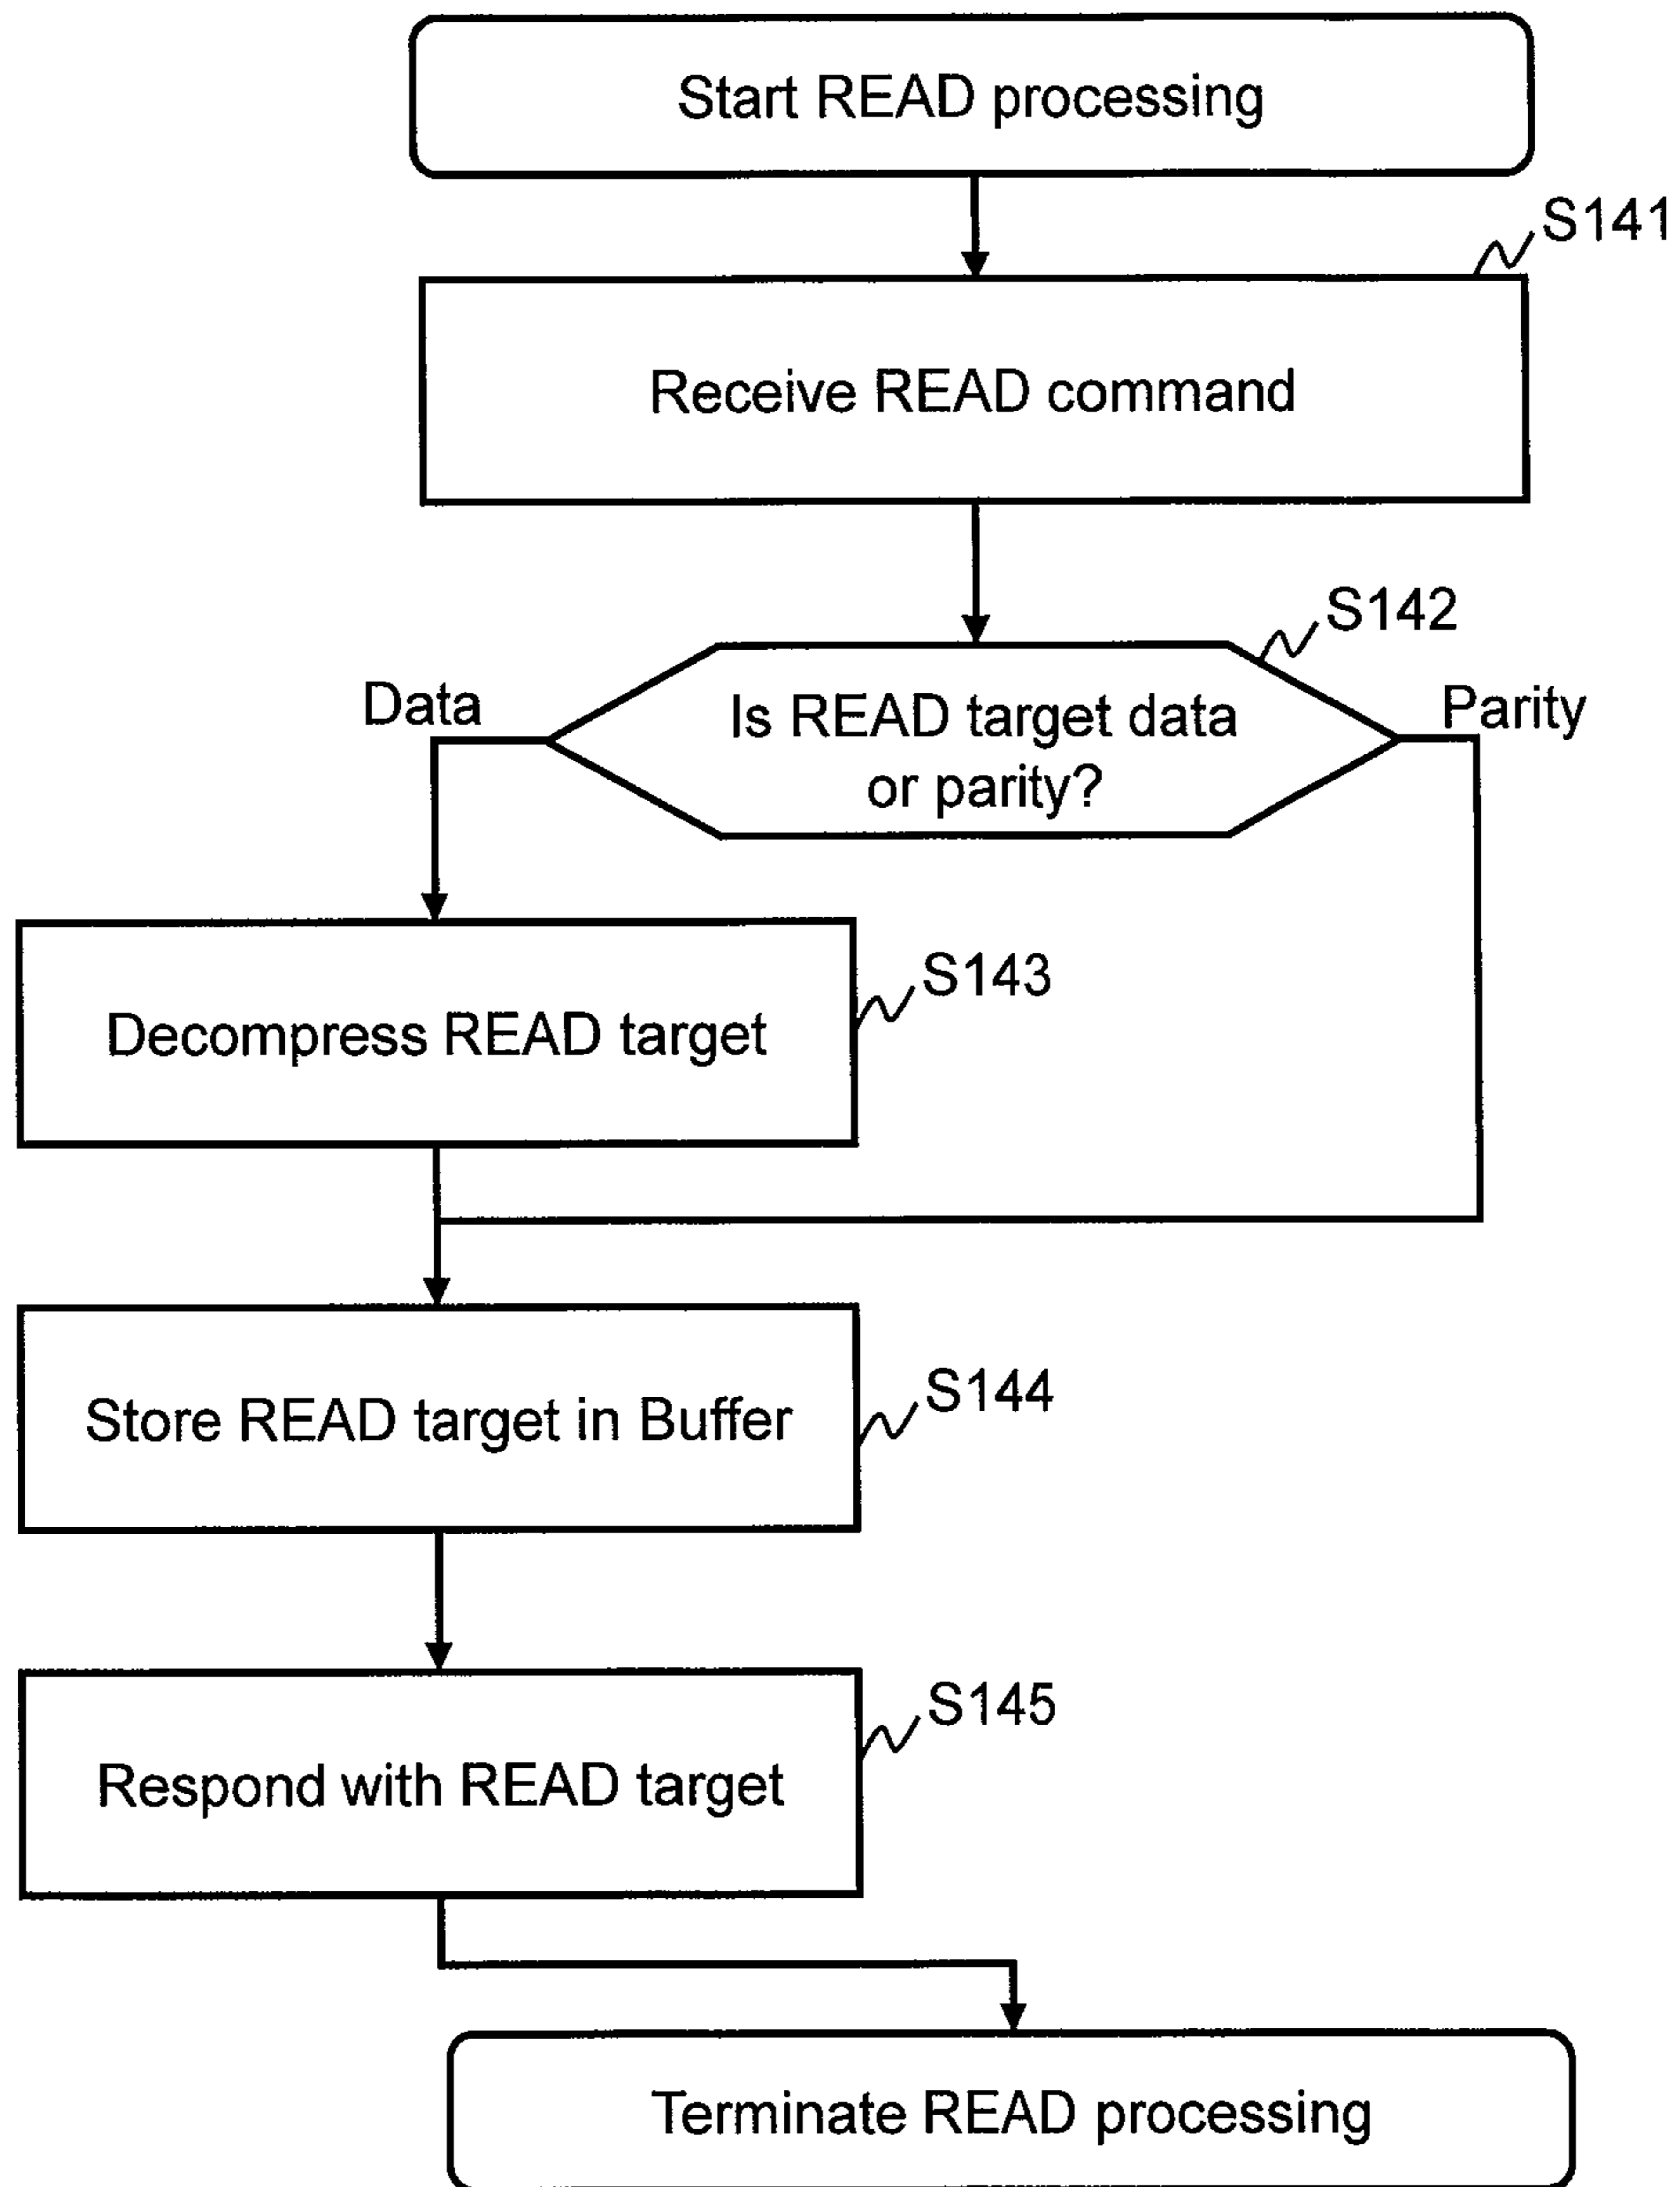 Start READ processing
S141
Receive READ command
S142
Data
Is READ target data
or parity?
Parity
S143
Decompress READ target
S144
Store READ target in Buffer
S145
Respond with READ target
Terminate READ processing